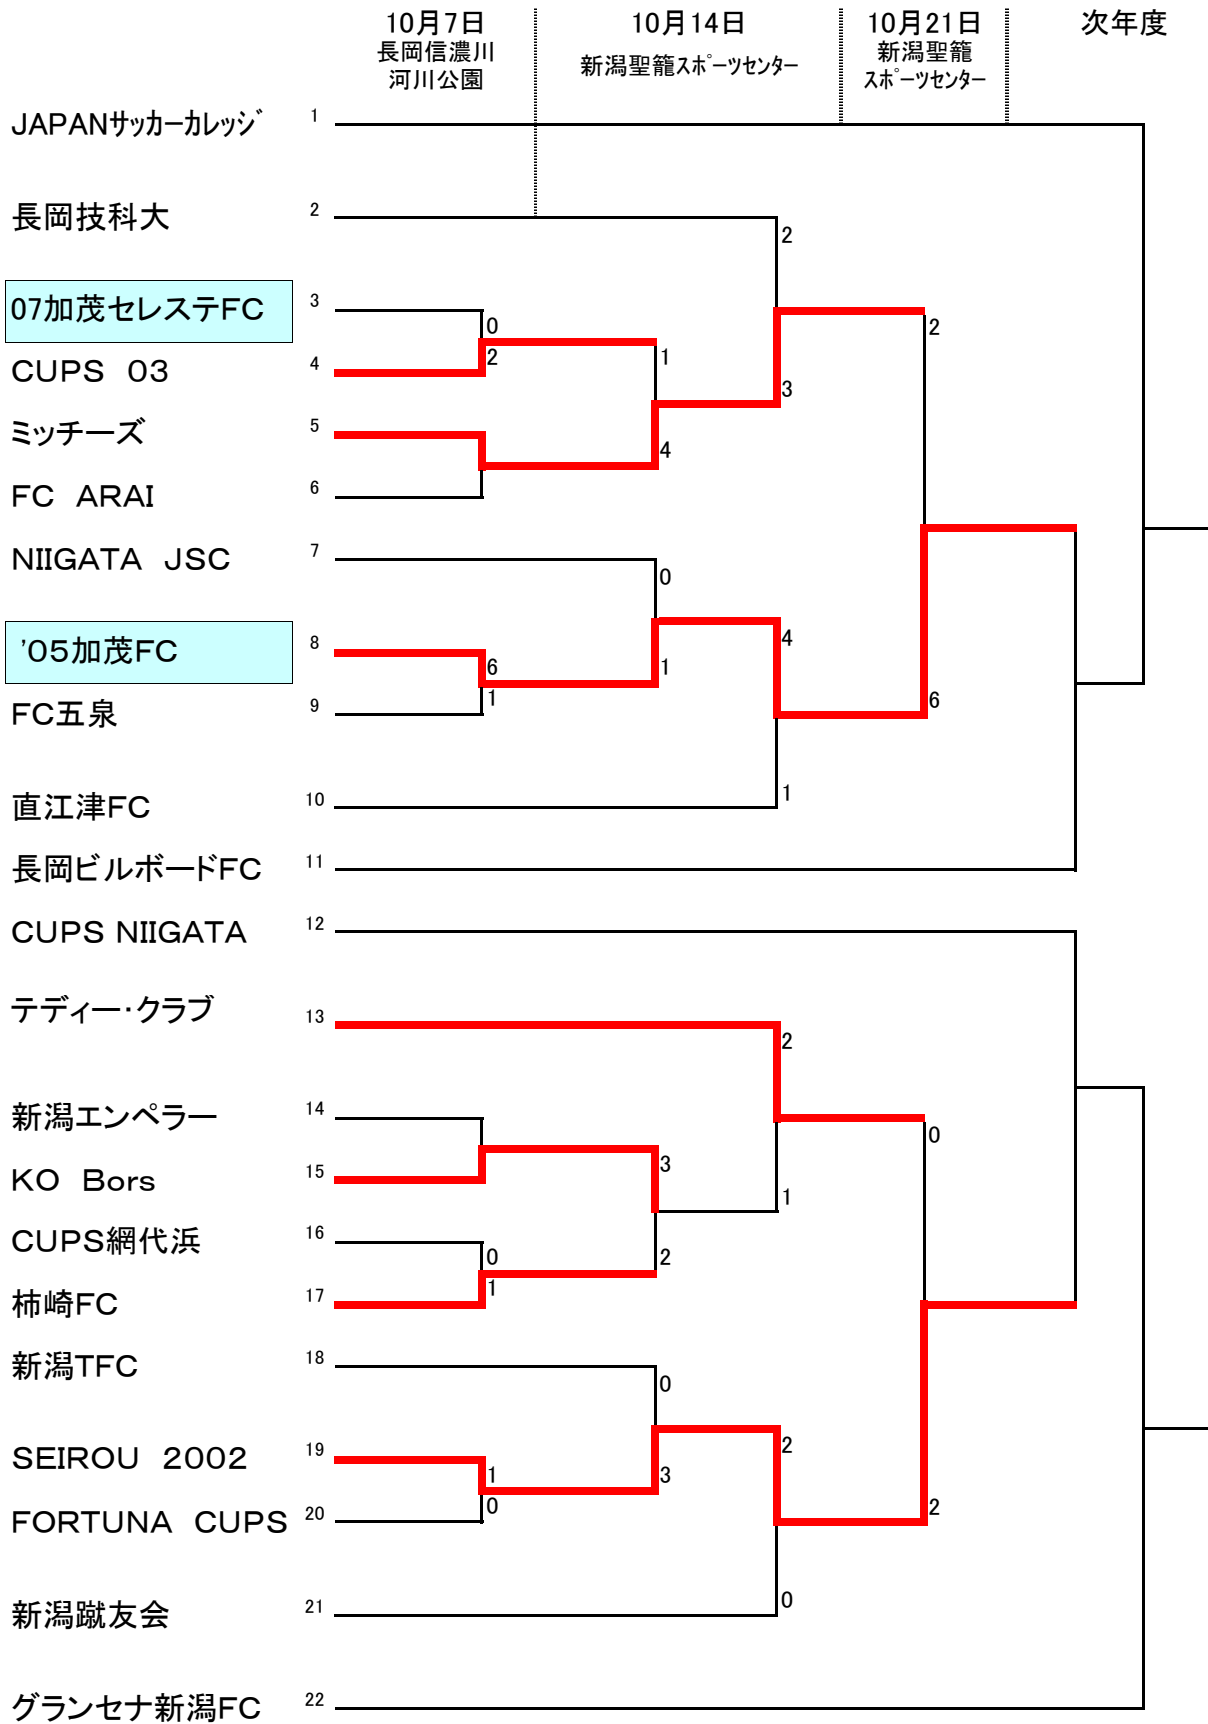 10月7日
長岡信濃川
河川公園
10月14日
新潟聖籠スポーツセンター
10月21日
新潟聖籠
スポーツセンター
次年度
JAPANサッカーカレッジ 1
長岡技科大 2
2
07加茂セレステFC 3
0
2
CUPS 03 4
2
1
3
ミッチーズ 5
4
FC ARAI 6
NIIGATA JSC 7
0
'05加茂FC 8
6
1
4
FC五泉 9
1
6
直江津FC 10
1
長岡ビルボードFC 11
CUPS NIIGATA 12
テディー・クラブ 13
2
新潟エンペラー 14
0
KO Bors 15
3
1
CUPS網代浜 16
0
2
柿崎FC 17
1
新潟TFC 18
0
SEIROU 2002 19
1
3
2
FORTUNA CUPS 20
0
2
新潟蹴友会 21
0
グランセナ新潟FC 22